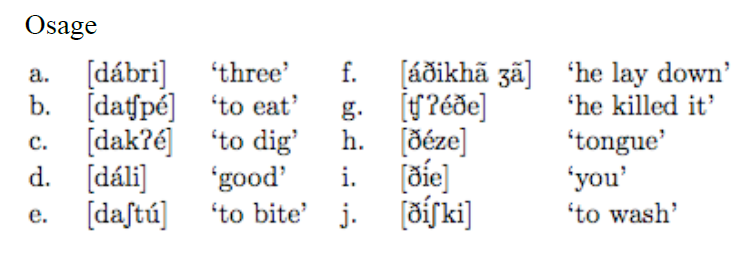 Osage
a. [dábri] ‘three’ f. [áðikhã ʒã] ‘he lay down’
b. [daʧpé] ‘to eat’ g. [ʧʔéðe] ‘he killed it’
c. [dakʔé] ‘to dig’ h. [ðéze] ‘tongue’
d. [dáli] ‘good’ i. [ðíe] ‘you’
e. [daʃtú] ‘to bite’ j. [ðíʃki] ‘to wash’